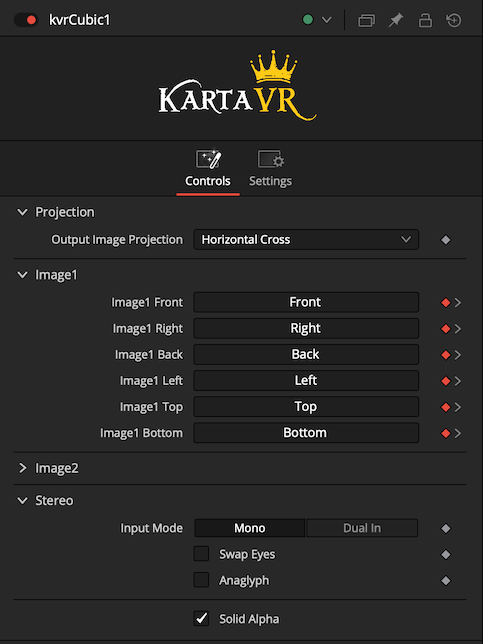 kvrCubic1
KARTAVR
Controls Settings
Projection
Output Image Projection Horizontal Cross
Image1
Image1 Front Front
Image1 Right Right
Image1 Back Back
Image1 Left Left
Image1 Top Top
Image1 Bottom Bottom
Image2
Stereo
Input Mode Mono Dual In
Swap Eyes
Anaglyph
Solid Alpha